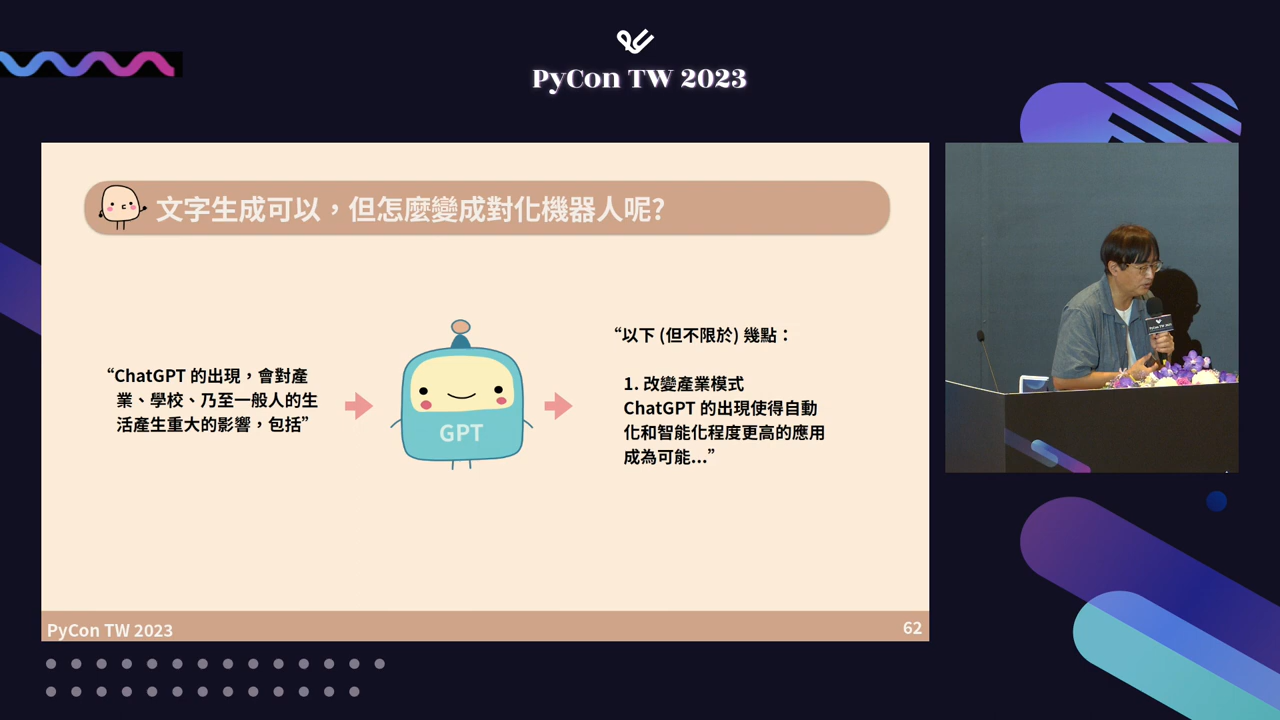 PyCon TW 2023
文字生成可以，但怎麼變成對化機器人呢?
“ChatGPT 的出現，會對產
業、學校、乃至一般人的生
活產生重大的影響，包括”
GPT
“以下 (但不限於) 幾點：
1. 改變產業模式
ChatGPT 的出現使得自動
化和智能化程度更高的應用
成為可能...”
PyCon TW 2023
62